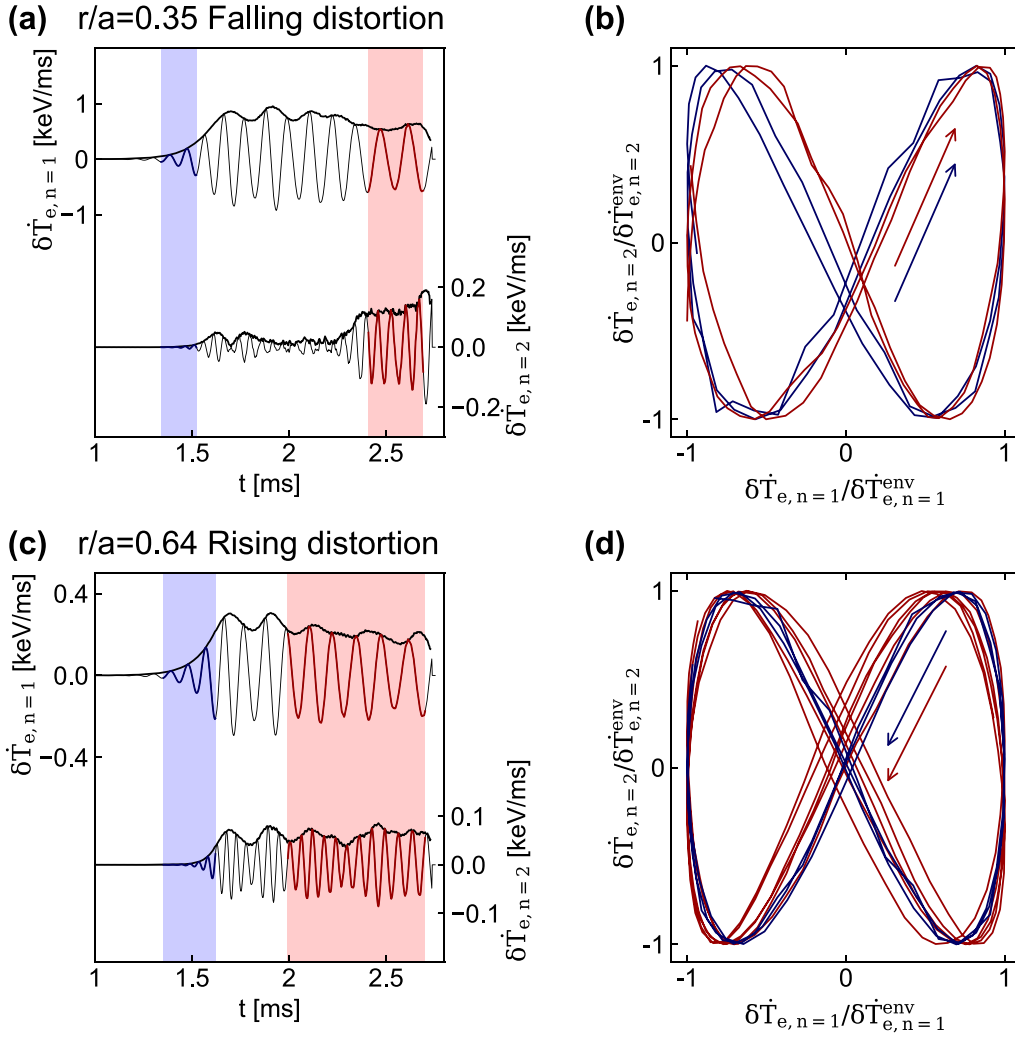 (a) r/a=0.35 Falling distortion
δṪe, n=1 [keV/ms]
1
0
−1
0.2
0.0
−0.2
δṪe, n=2 [keV/ms]
1 1.5 2 2.5
t [ms]
(b)
δṪe, n=2/δṪenv e, n=2
1
0
-1
-1 0 1
δṪe, n=1/δṪenv e, n=1
(c) r/a=0.64 Rising distortion
δṪe, n=1 [keV/ms]
0.4
0.0
−0.4
0.1
0.0
−0.1
δṪe, n=2 [keV/ms]
1 1.5 2 2.5
t [ms]
(d)
δṪe, n=2/δṪenv e, n=2
1
0
-1
-1 0 1
δṪe, n=1/δṪenv e, n=1